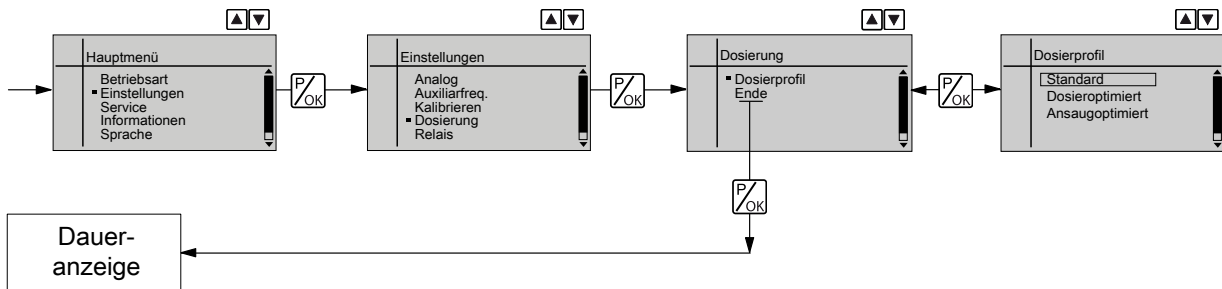 Hauptmenü
Betriebsart
Einstellungen
Service
Informationen
Sprache
P/OK
Einstellungen
Analog
Auxiliarfreq.
Kalibrieren
Dosierung
Relais
P/OK
Dosierung
Dosierprofil
Ende
P/OK
Dosierprofil
Standard
Dosieroptimiert
Ansaugoptimiert
P/OK
Dauer-
anzeige